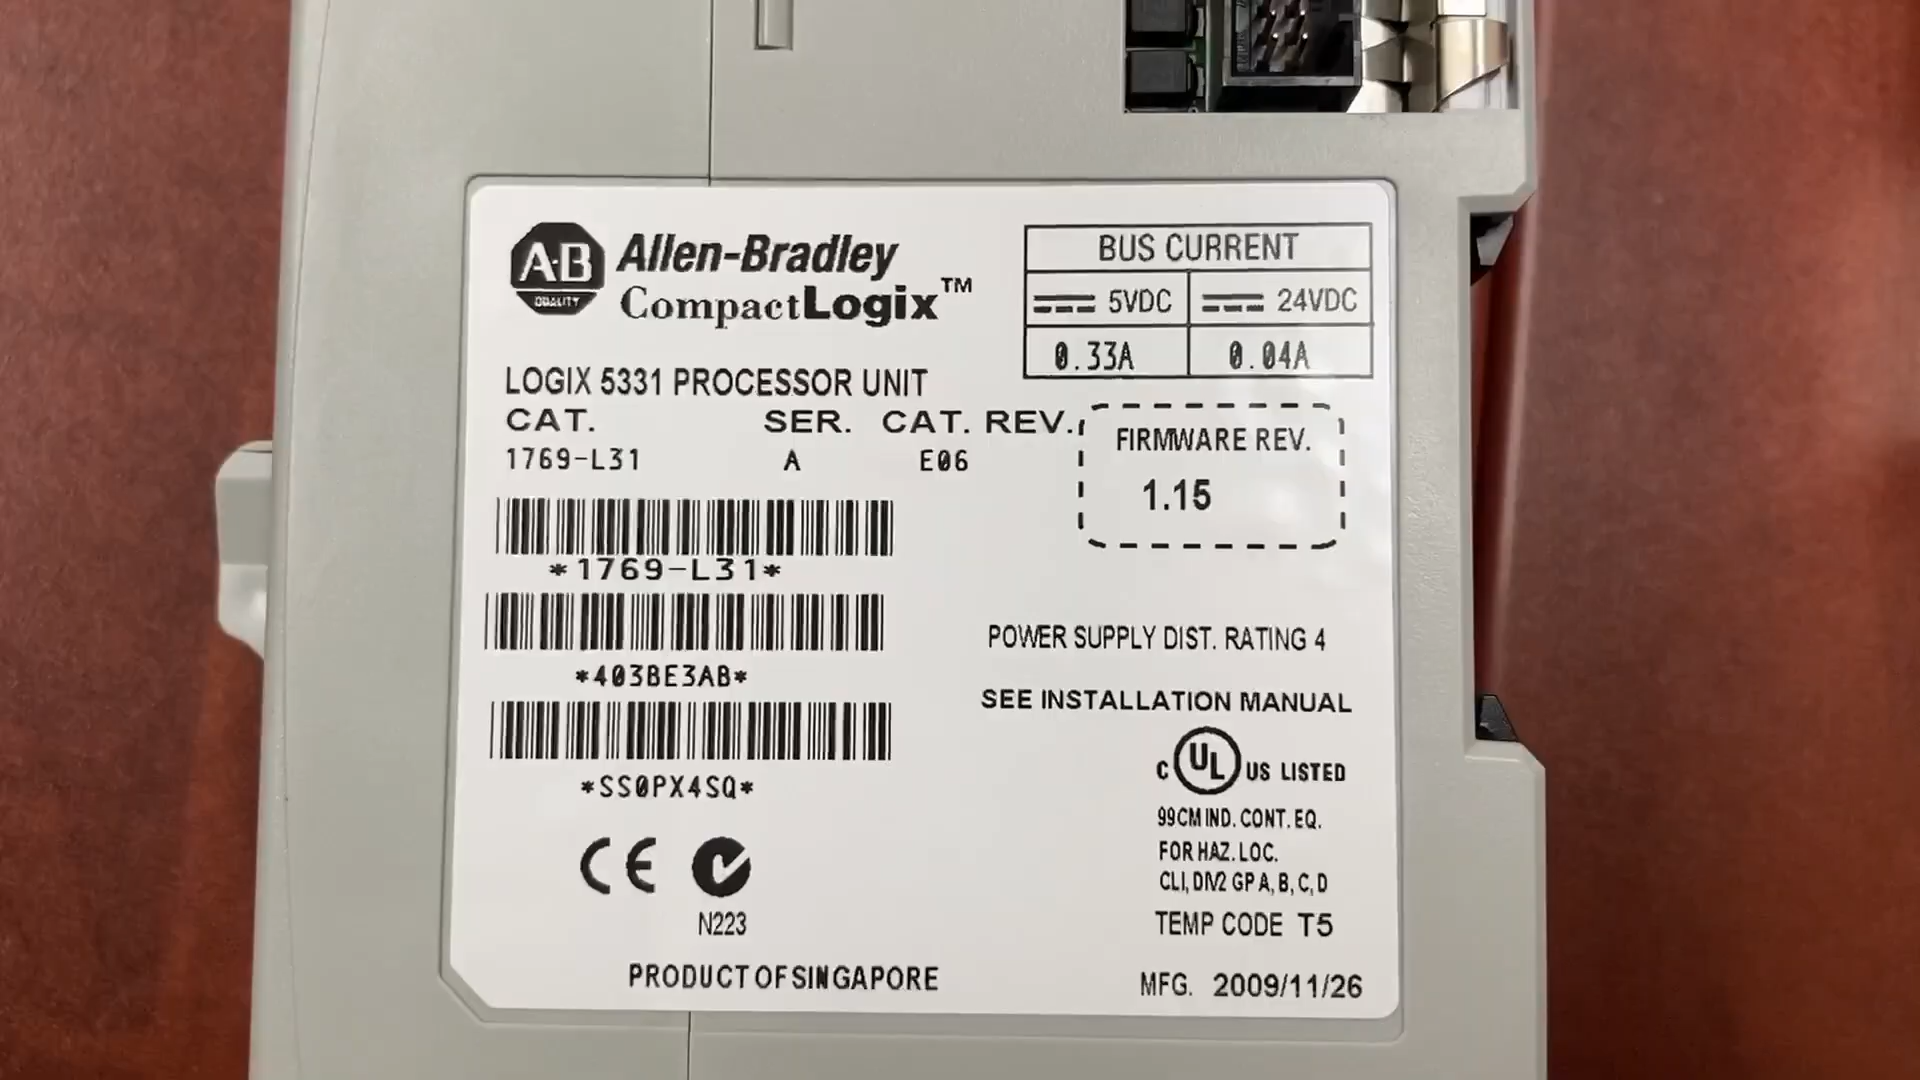 A·B
QUALITY
Allen-Bradley
CompactLogix™
BUS CURRENT
5VDC 24VDC
0.33A 0.04A
LOGIX 5331 PROCESSOR UNIT
CAT. SER. CAT. REV.
1769-L31 A E06
FIRMWARE REV.
1.15
*1769-L31*
*403BE3AB*
*SS0PX4SQ*
POWER SUPPLY DIST. RATING 4
SEE INSTALLATION MANUAL
C UL US LISTED
99CM IND. CONT. EQ.
FOR HAZ. LOC.
CLI, DIV2 GP A, B, C, D
TEMP CODE T5
CE
N223
PRODUCT OF SINGAPORE
MFG. 2009/11/26